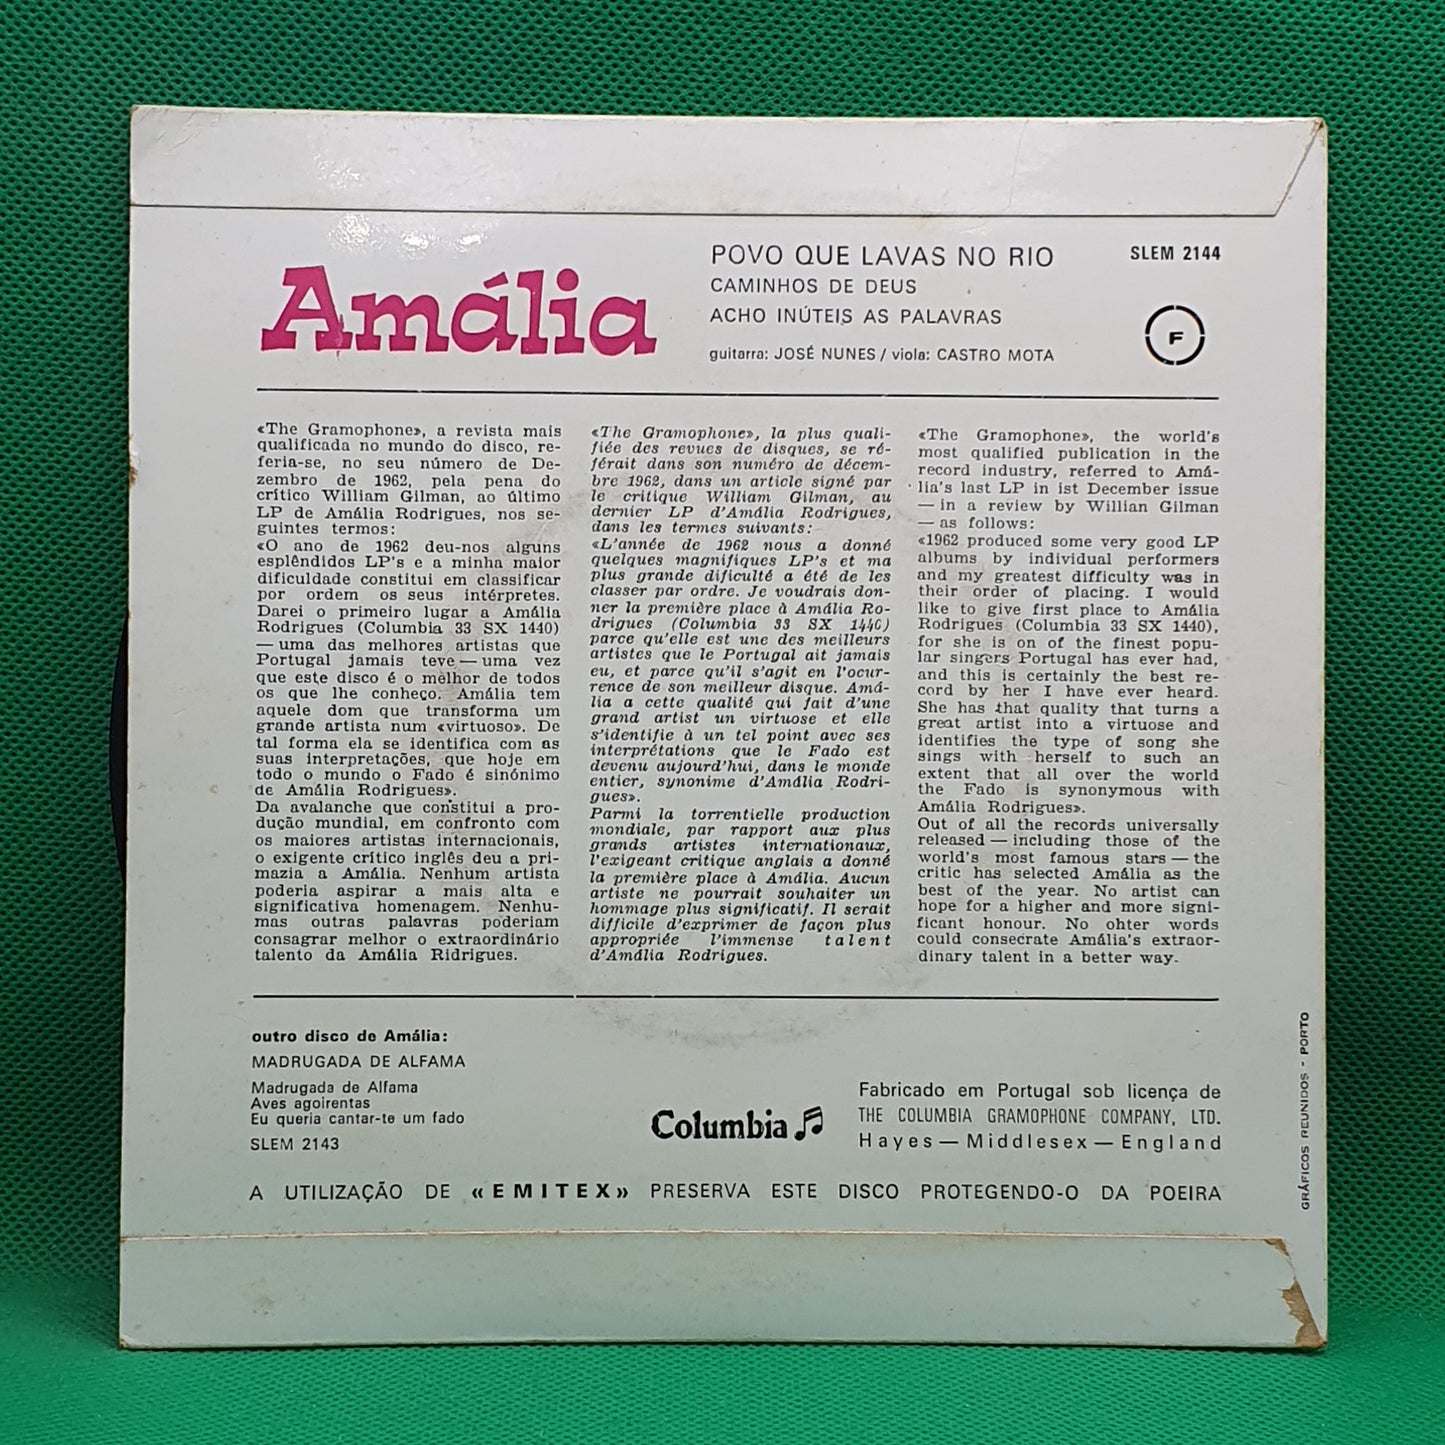 Amália
POVO QUE LAVAS NO RIO
CAMINHOS DE DEUS
ACHO INÚTEIS AS PALAVRAS
guitarra: JOSÉ NUNES / viola: CASTRO MOTA
SLEM 2144
F
«The Gramophone», a revista mais
qualificada no mundo do disco, re-
feria-se, no seu número de De-
zembro de 1962, pela pena do
crítico William Gilman, ao último
LP de Amália Rodrigues, nos se-
guintes termos:
«O ano de 1962 deu-nos alguns
esplêndidos LP's e a minha maior
dificuldade constitui em classificar
por ordem os seus intérpretes.
Darei o primeiro lugar a Amália
Rodrigues (Columbia 33 SX 1440)
— uma das melhores artistas que
Portugal jamais teve — uma vez
que este disco é o melhor de todos
os que lhe conheço. Amália tem
aquele dom que transforma um
grande artista num «virtuoso». De
tal forma ela se identifica com as
suas interpretações, que hoje em
todo o mundo o Fado é sinónimo
de Amália Rodrigues».
Da avalanche que constitui a pro-
dução mundial, em confronto com
os maiores artistas internacionais,
o exigente crítico inglês deu a pri-
mazia a Amália. Nenhum artista
poderia aspirar a mais alta e
significativa homenagem. Nenhu-
mas outras palavras poderiam
consagrar melhor o extraordinário
talento da Amália Ridrigues.
«The Gramophone», la plus quali-
fiée des revues de disques, se ré-
férait dans son numéro de décem-
bre 1962, dans un article signé par
le critique William Gilman, au
dernier LP d'Amália Rodrigues,
dans les termes suivants:
«L'année de 1962 nous a donné
quelques magnifiques LP's et ma
plus grande dificulté a été de les
classer par ordre. Je voudrais don-
ner la première place à Amália Ro-
drigues (Columbia 33 SX 1440)
parce qu'elle est une des meilleurs
artistes que le Portugal ait jamais
eu, et parce qu'il s'agit en l'ocur-
rence de son meilleur disque. Amá-
lia a cette qualité qui fait d'une
grand artist un virtuose et elle
s'identifie à un tel point avec ses
interprétations que le Fado est
devenu aujourd'hui, dans le monde
entier, synonime d'Amália Rodri-
gues».
Parmi la torrentielle production
mondiale, par rapport aux plus
grands artistes internationaux,
l'exigeant critique anglais a donné
la première place à Amália. Aucun
artiste ne pourrait souhaiter un
hommage plus significatif. Il serait
difficile d'exprimer de façon plus
appropriée l'immense talent
d'Amália Rodrigues.
«The Gramophone», the world's
most qualified publication in the
record industry, referred to Amá-
lia's last LP in ist December issue
— in a review by Willian Gilman
— as follows:
«1962 produced some very good LP
albums by individual performers
and my greatest difficulty was in
their order of placing. I would
like to give first place to Amália
Rodrigues (Columbia 33 SX 1440),
for she is on of the finest popu-
lar singers Portugal has ever had,
and this is certainly the best re-
cord by her I have ever heard.
She has that quality that turns a
great artist into a virtuose and
identifies the type of song she
sings with herself to such an
extent that all over the world
the Fado is synonymous with
Amália Rodrigues».
Out of all the records universally
released — including those of the
world's most famous stars — the
critic has selected Amália as the
best of the year. No artist can
hope for a higher and more signi-
ficant honour. No ohter words
could consecrate Amália's extraor-
dinary talent in a better way.
outro disco de Amália:
MADRUGADA DE ALFAMA
Madrugada de Alfama
Aves agoirentas
Eu queria cantar-te um fado
SLEM 2143
Columbia
Fabricado em Portugal sob licença de
THE COLUMBIA GRAMOPHONE COMPANY, LTD.
Hayes — Middlesex — England
A UTILIZAÇÃO DE «EMITEX» PRESERVA ESTE DISCO PROTEGENDO-O DA POEIRA
GRÁFICOS REUNIDOS - PORTO